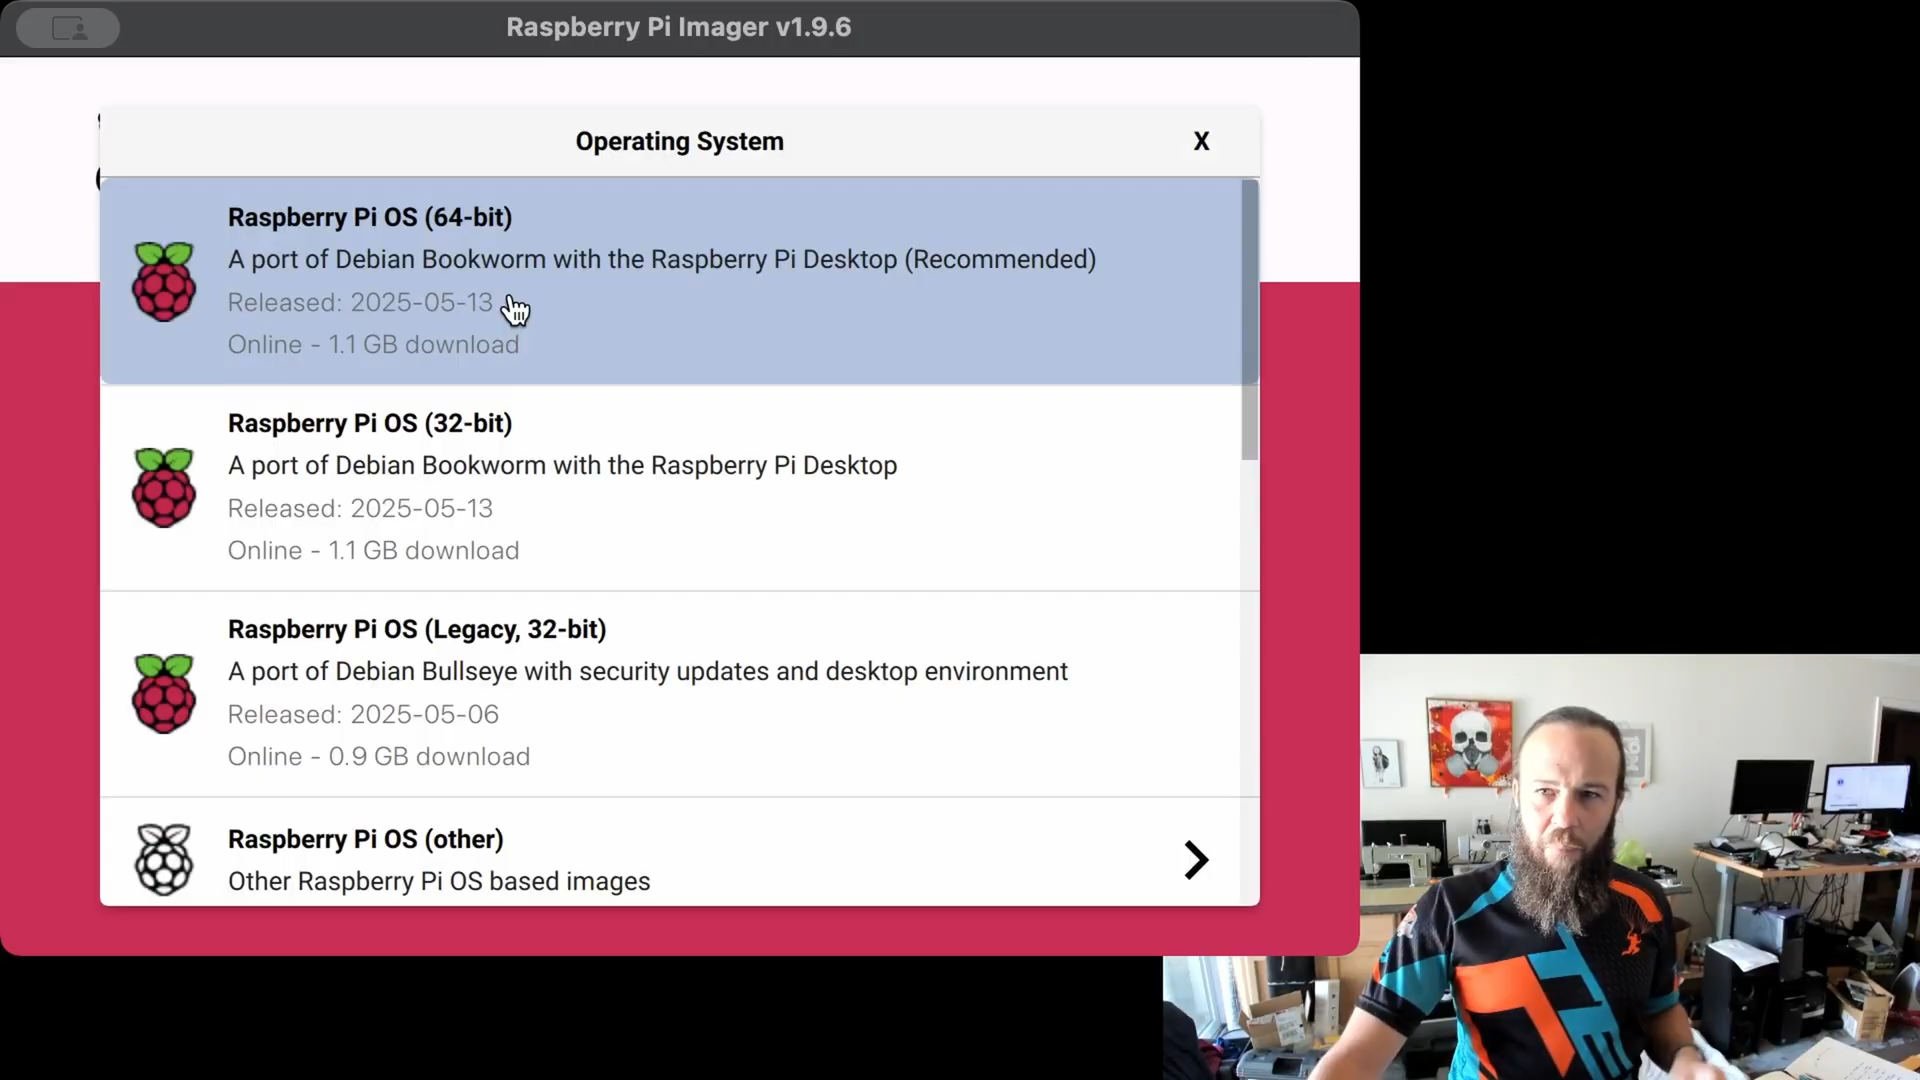 Raspberry Pi Imager v1.9.6
Operating System
X
Raspberry Pi OS (64-bit)
A port of Debian Bookworm with the Raspberry Pi Desktop (Recommended)
Released: 2025-05-13
Online - 1.1 GB download
Raspberry Pi OS (32-bit)
A port of Debian Bookworm with the Raspberry Pi Desktop
Released: 2025-05-13
Online - 1.1 GB download
Raspberry Pi OS (Legacy, 32-bit)
A port of Debian Bullseye with security updates and desktop environment
Released: 2025-05-06
Online - 0.9 GB download
Raspberry Pi OS (other)
Other Raspberry Pi OS based images